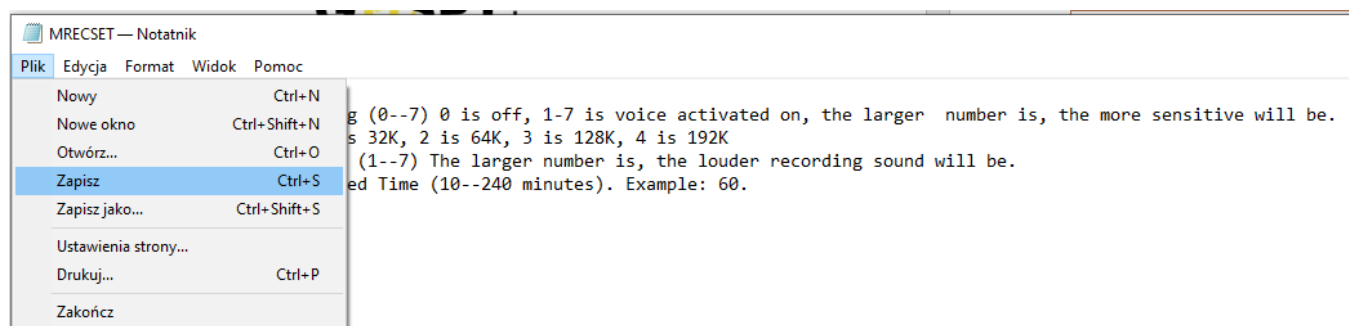 MRECSET — Notatnik
Plik Edycja Format Widok Pomoc
Nowy Ctrl+N
Nowe okno Ctrl+Shift+N
Otwórz... Ctrl+O
Zapisz Ctrl+S
Zapisz jako... Ctrl+Shift+S
Ustawienia strony...
Drukuj... Ctrl+P
Zakończ
g (0--7) 0 is off, 1-7 is voice activated on, the larger  number is, the more sensitive will be.
s 32K, 2 is 64K, 3 is 128K, 4 is 192K
(1--7) The larger number is, the louder recording sound will be.
ed Time (10--240 minutes). Example: 60.